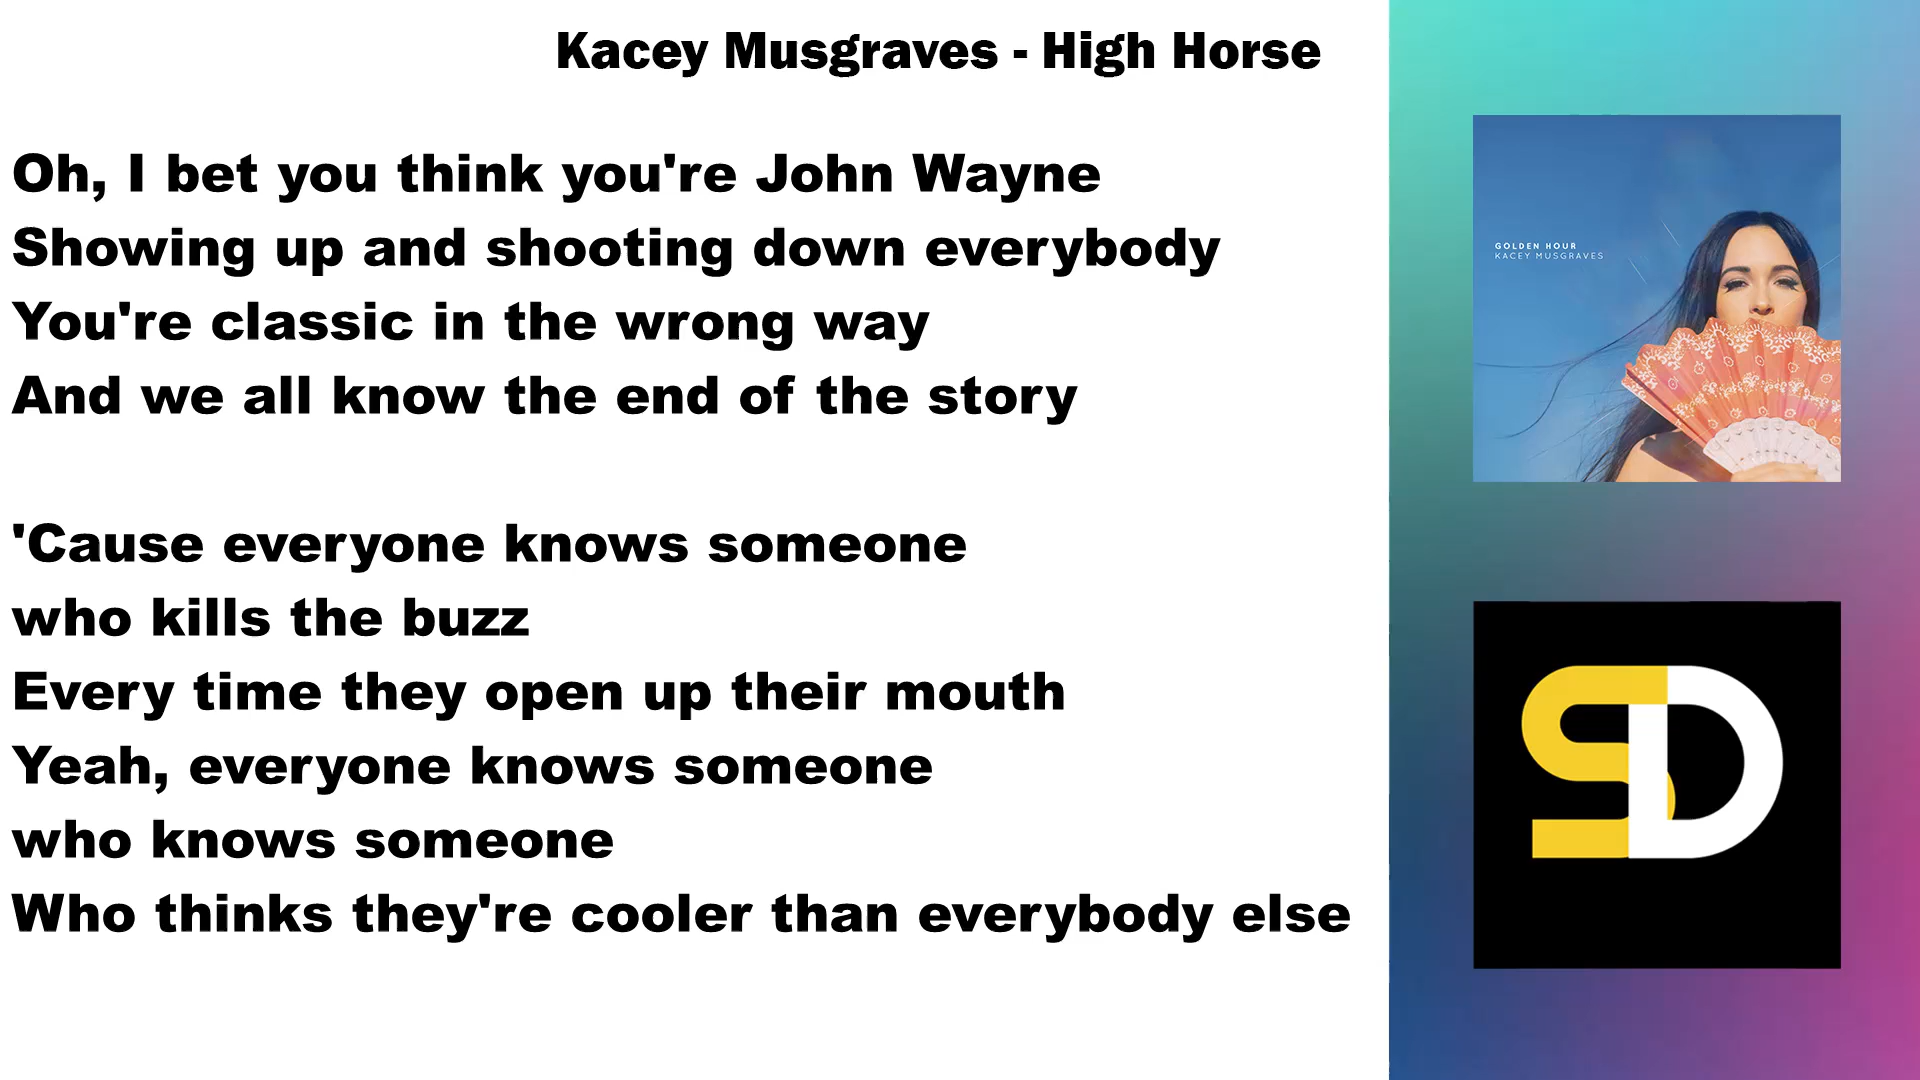 Kacey Musgraves - High Horse
Oh, I bet you think you're John Wayne
Showing up and shooting down everybody
You're classic in the wrong way
And we all know the end of the story
'Cause everyone knows someone
who kills the buzz
Every time they open up their mouth
Yeah, everyone knows someone
who knows someone
Who thinks they're cooler than everybody else
GOLDEN HOUR
KACEY MUSGRAVES
SD